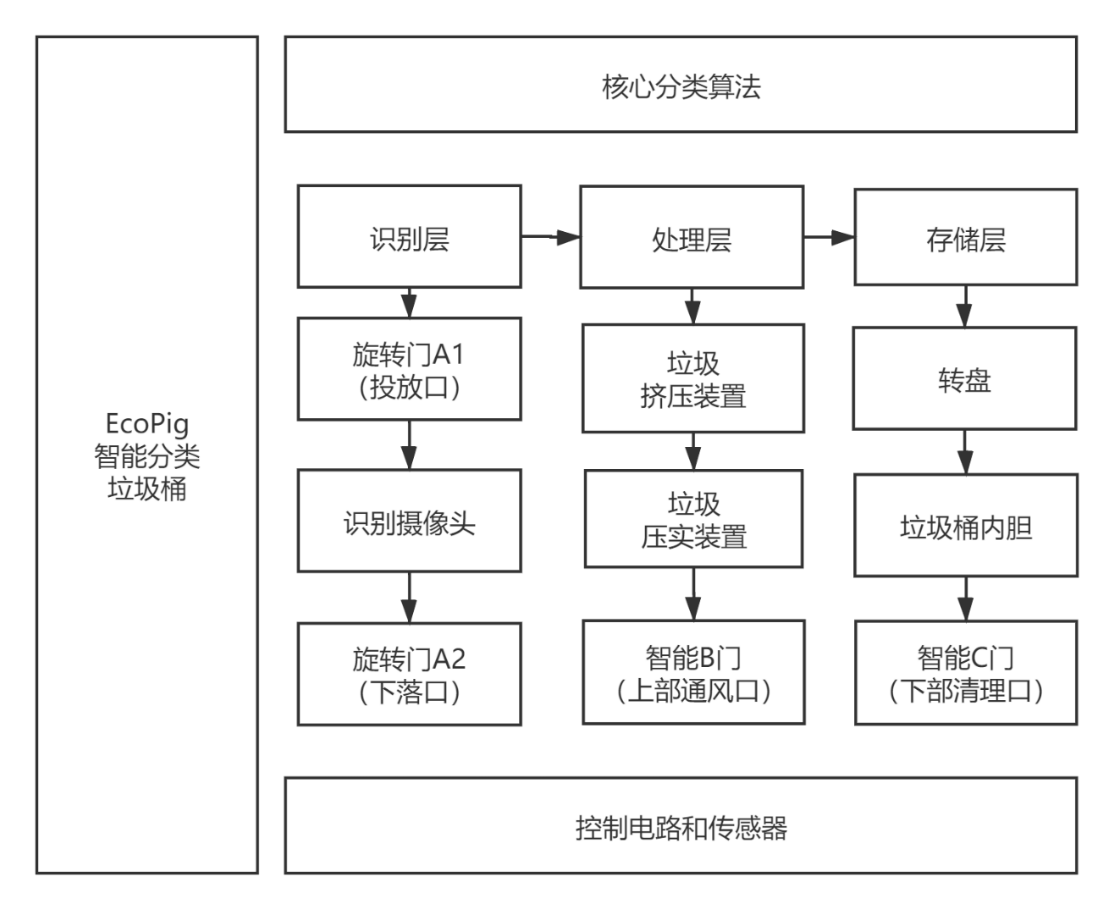 EcoPig
智能分类
垃圾桶
核心分类算法
识别层
处理层
存储层
旋转门A1
（投放口）
垃圾
挤压装置
转盘
识别摄像头
垃圾
压实装置
垃圾桶内胆
旋转门A2
（下落口）
智能B门
（上部通风口）
智能C门
（下部清理口）
控制电路和传感器